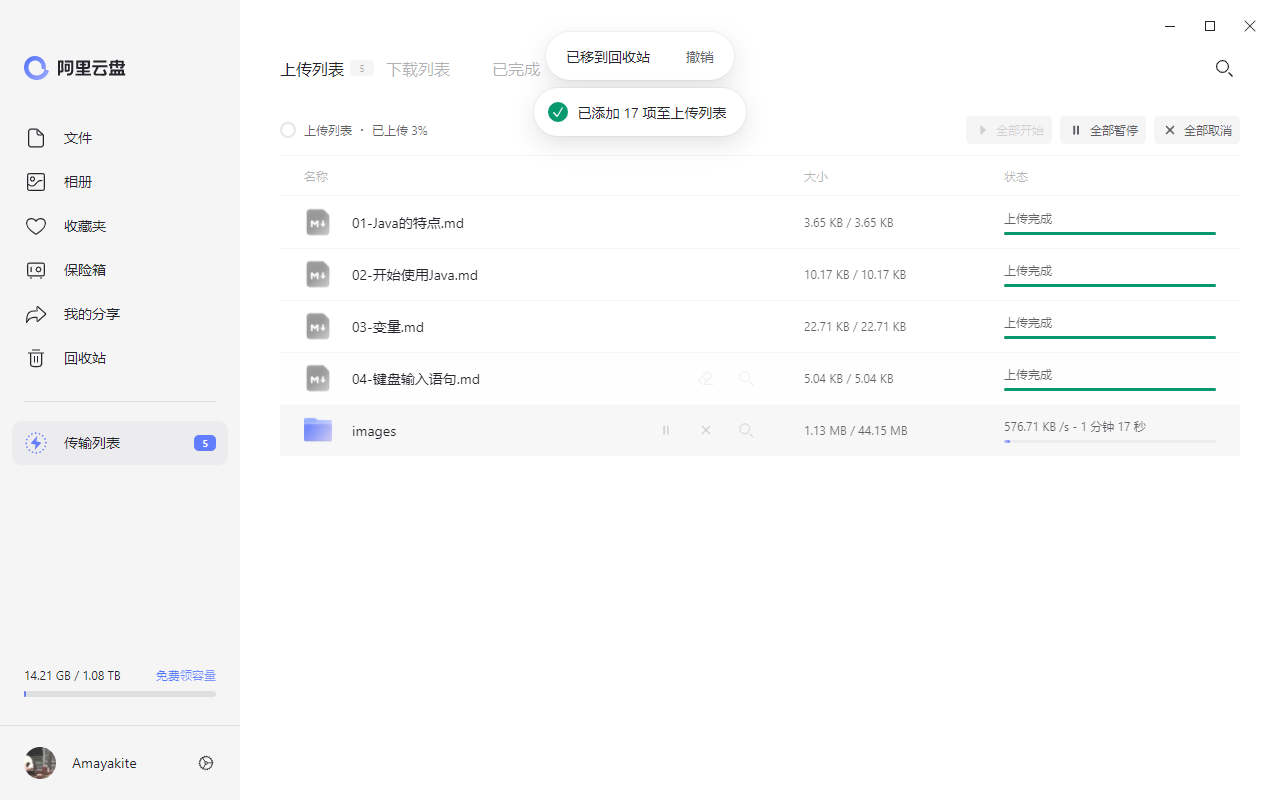 阿里云盘
文件
相册
收藏夹
保险箱
我的分享
回收站
传输列表 5
14.21 GB / 1.08 TB 免费领容量
Amayakite
上传列表 5 下载列表 已完成
已移到回收站 撤销
已添加 17 项至上传列表
上传列表 · 已上传 3% 全部开始 全部暂停 全部取消
名称 大小 状态
01-Java的特点.md 3.65 KB / 3.65 KB 上传完成
02-开始使用Java.md 10.17 KB / 10.17 KB 上传完成
03-变量.md 22.71 KB / 22.71 KB 上传完成
04-键盘输入语句.md 5.04 KB / 5.04 KB 上传完成
images 1.13 MB / 44.15 MB 576.71 KB /s - 1 分钟 17 秒